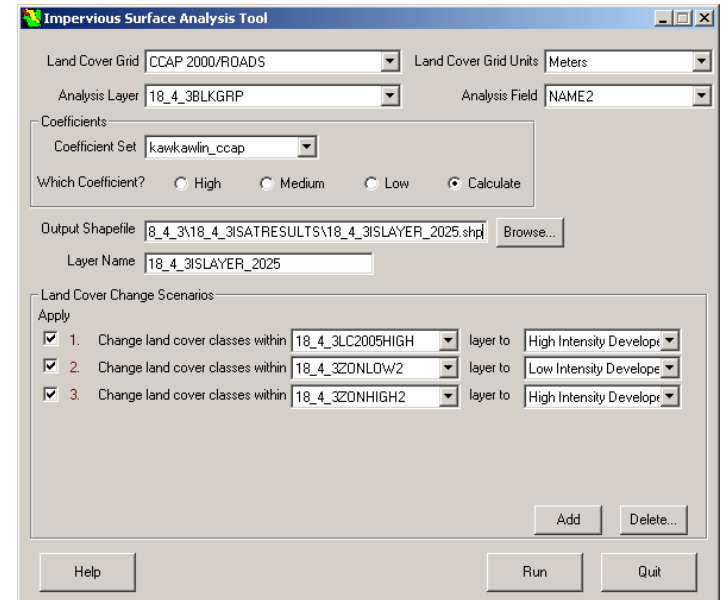 Impervious Surface Analysis Tool
Land Cover Grid CCAP 2000/ROADS Land Cover Grid Units Meters
Analysis Layer 18_4_3BLKGRP Analysis Field NAME2
Coefficients
Coefficient Set kawkawlin_ccap
Which Coefficient? High Medium Low Calculate
Output Shapefile 8_4_3\18_4_3ISATRESULTS\18_4_3ISLAYER_2025.shp Browse...
Layer Name 18_4_3ISLAYER_2025
Land Cover Change Scenarios
Apply
1. Change land cover classes within 18_4_3LC2005HIGH layer to High Intensity Develope
2. Change land cover classes within 18_4_3ZONLOW2 layer to Low Intensity Develope
3. Change land cover classes within 18_4_3ZONHIGH2 layer to High Intensity Develope
Add Delete...
Help Run Quit